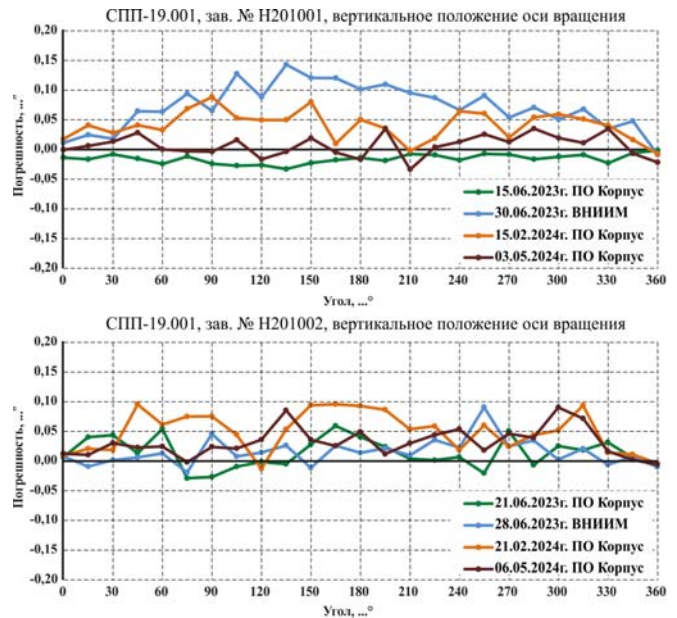 СПП-19.001, зав. № Н201001, вертикальное положение оси вращения
Погрешность, ..."
0,20
0,15
0,10
0,05
0,00
-0,05
-0,10
-0,15
-0,20
15.06.2023г. ПО Корпус
30.06.2023г. ВНИИМ
15.02.2024г. ПО Корпус
03.05.2024г. ПО Корпус
0 30 60 90 120 150 180 210 240 270 300 330 360
Угол, ...°
СПП-19.001, зав. № Н201002, вертикальное положение оси вращения
Погрешность, ..."
0,20
0,15
0,10
0,05
0,00
-0,05
-0,10
-0,15
-0,20
21.06.2023г. ПО Корпус
28.06.2023г. ВНИИМ
21.02.2024г. ПО Корпус
06.05.2024г. ПО Корпус
0 30 60 90 120 150 180 210 240 270 300 330 360
Угол, ...°